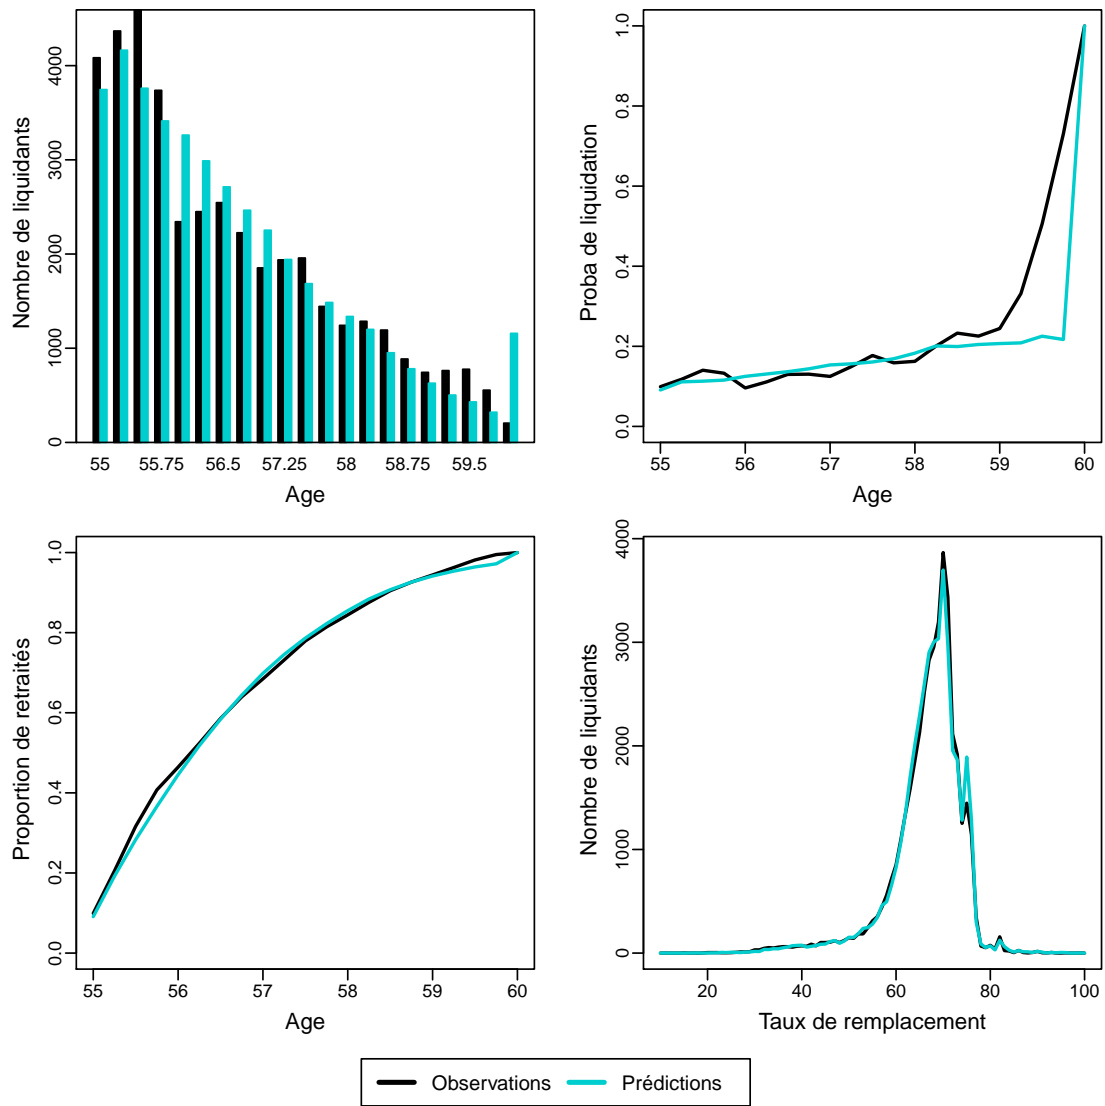 Nombre de liquidants
0
1000
2000
3000
4000
55 55.75 56.5 57.25 58 58.75 59.5
Age
Proba de liquidation
0.0
0.2
0.4
0.6
0.8
1.0
55 56 57 58 59 60
Age
Proportion de retraités
0.0
0.2
0.4
0.6
0.8
1.0
55 56 57 58 59 60
Age
Nombre de liquidants
0
1000
2000
3000
4000
20 40 60 80 100
Taux de remplacement
Observations Prédictions